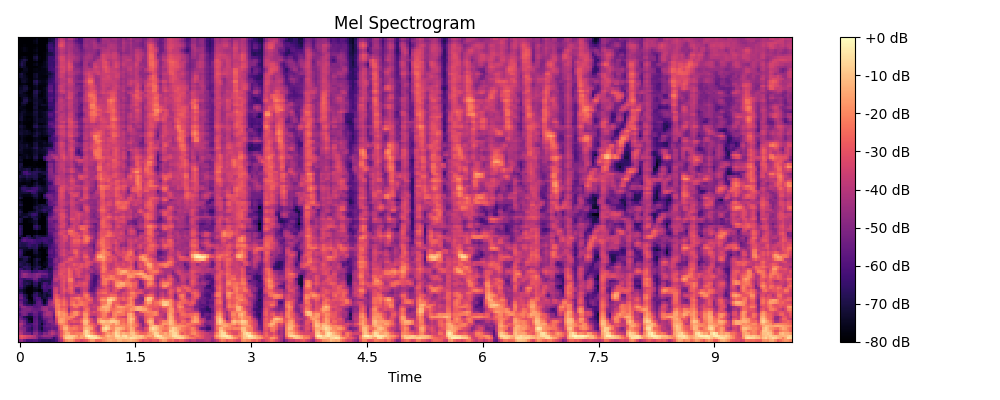 Mel Spectrogram
+0 dB
-10 dB
-20 dB
-30 dB
-40 dB
-50 dB
-60 dB
-70 dB
-80 dB
0 1.5 3 4.5 6 7.5 9
Time